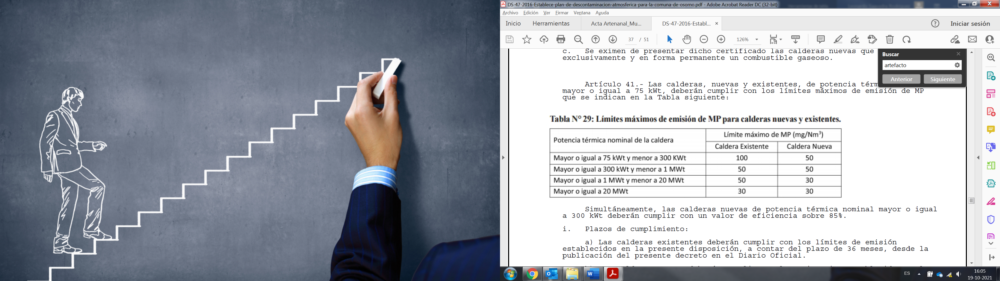 DS-47-2016-Establece-plan-de-descontaminacion-atmosferica-para-la-comuna-de-osorno.pdf - Adobe Acrobat Reader DC (32-bit)
Archivo Edición Ver Firmar Ventana Ayuda
Inicio Herramientas Acta Artenanal_Mu... DS-47-2016-Establ... × Iniciar sesión
37 / 51 126%
c. Se eximen de presentar dicho certificado las calderas nuevas que
exclusivamente y en forma permanente un combustible gaseoso.
Buscar
artefacto
Anterior Siguiente
Artículo 41.- Las calderas, nuevas y existentes, de potencia térm
mayor o igual a 75 kWt, deberán cumplir con los límites máximos de emisión de MP
que se indican en la Tabla siguiente:
Tabla N° 29: Límites máximos de emisión de MP para calderas nuevas y existentes.
Potencia térmica nominal de la caldera Límite máximo de MP (mg/Nm³)
Caldera Existente Caldera Nueva
Mayor o igual a 75 kWt y menor a 300 KWt 100 50
Mayor o igual a 300 kWt y menor a 1 MWt 50 50
Mayor o igual a 1 MWt y menor a 20 MWt 50 30
Mayor o igual a 20 MWt 30 30
Simultáneamente, las calderas nuevas de potencia térmica nominal mayor o igual
a 300 kWt deberán cumplir con un valor de eficiencia sobre 85%.
i. Plazos de cumplimiento:
a) Las calderas existentes deberán cumplir con los límites de emisión
establecidos en la presente disposición, a contar del plazo de 36 meses, desde la
publicación del presente decreto en el Diario Oficial.
ES 16:05
19-10-2021